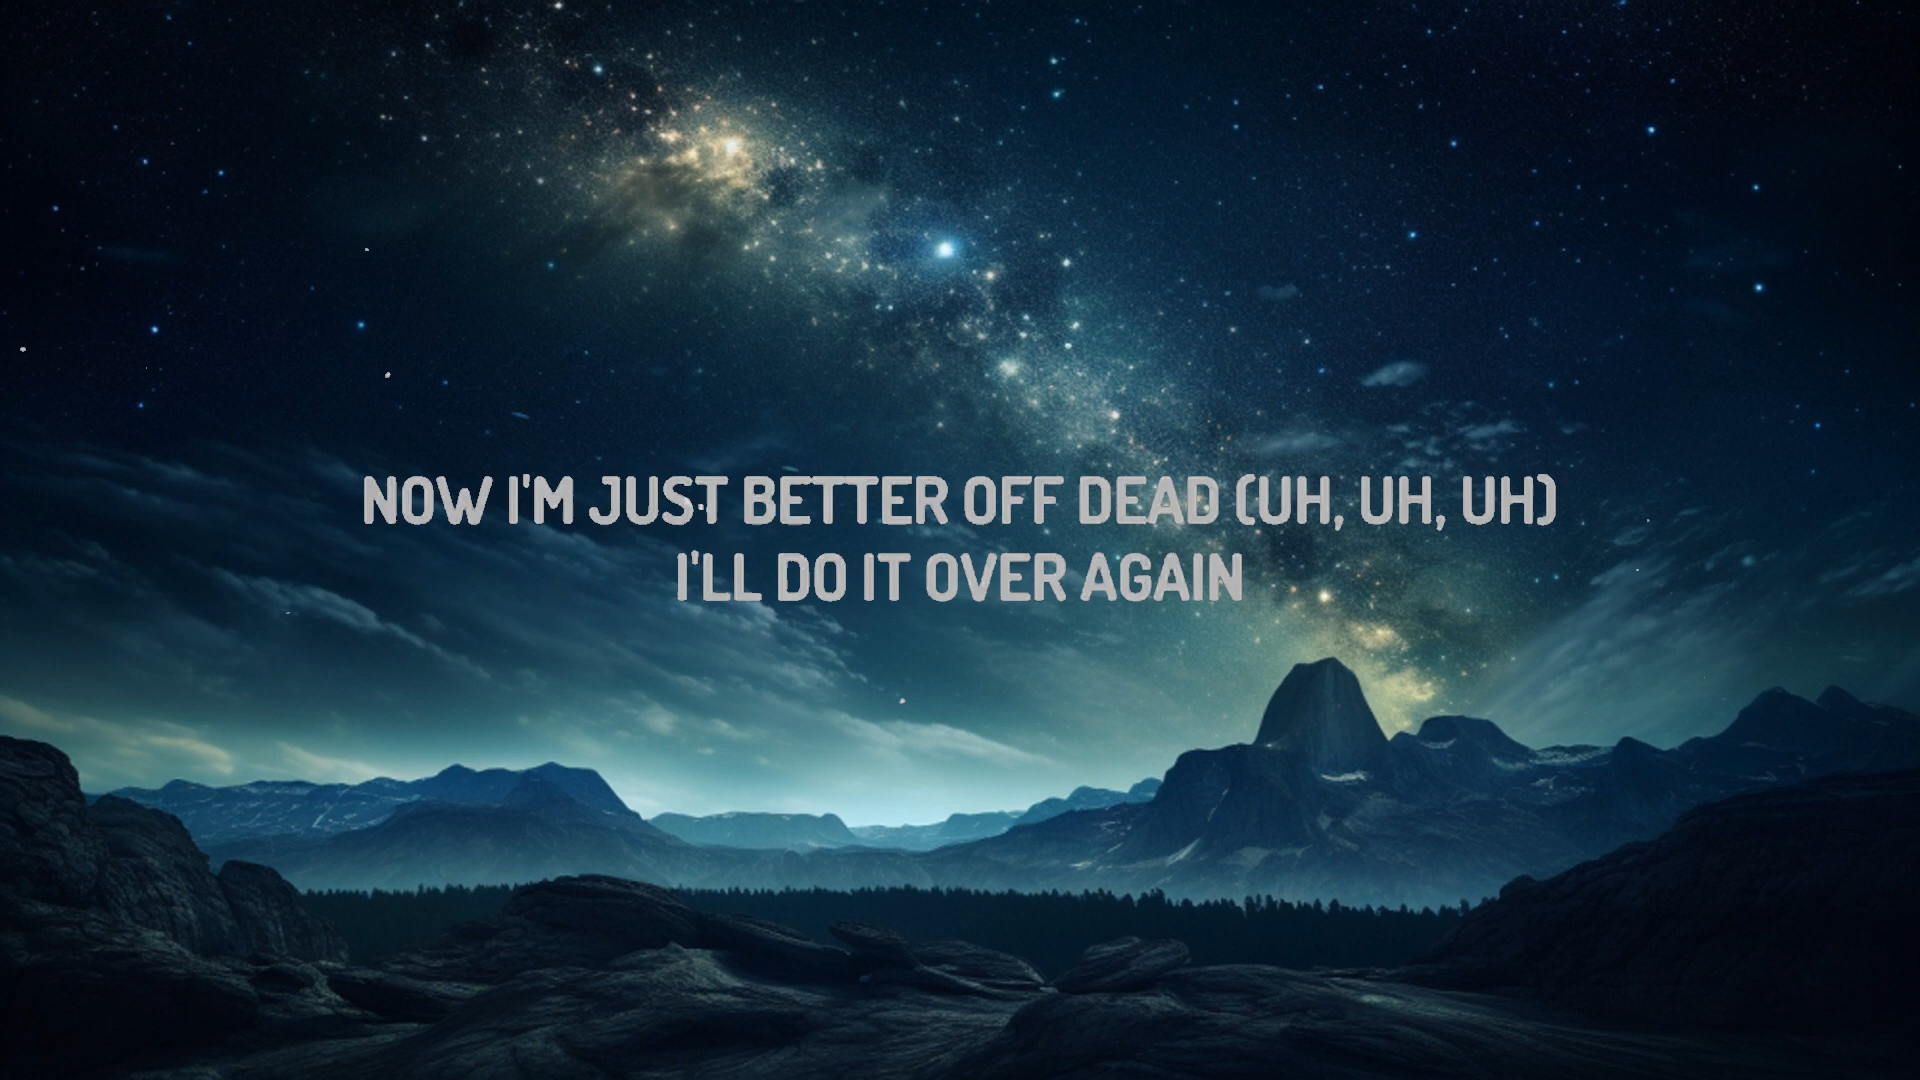 NOW I'M JUST BETTER OFF DEAD (UH, UH, UH)
I'LL DO IT OVER AGAIN